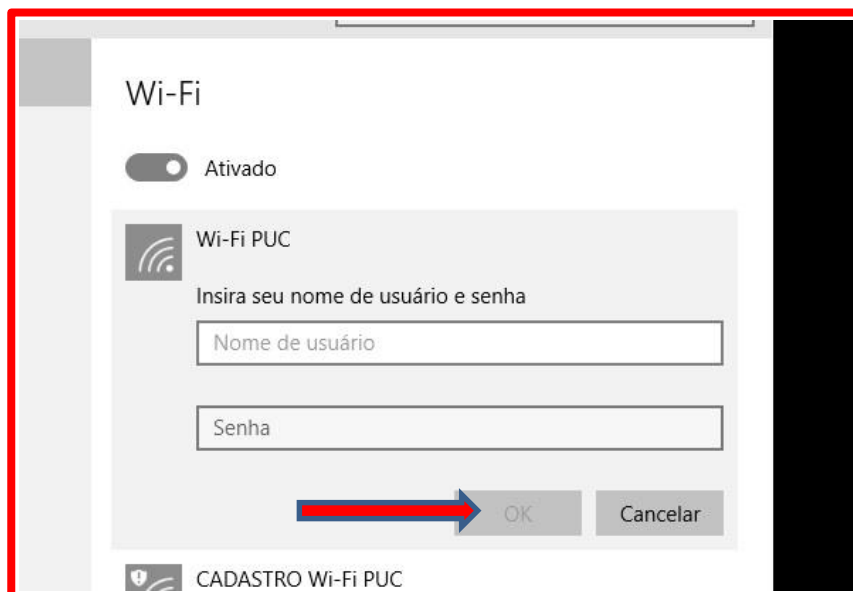 Wi-Fi
Ativado
Wi-Fi PUC
Insira seu nome de usuário e senha
Nome de usuário
Senha
OK Cancelar
CADASTRO Wi-Fi PUC